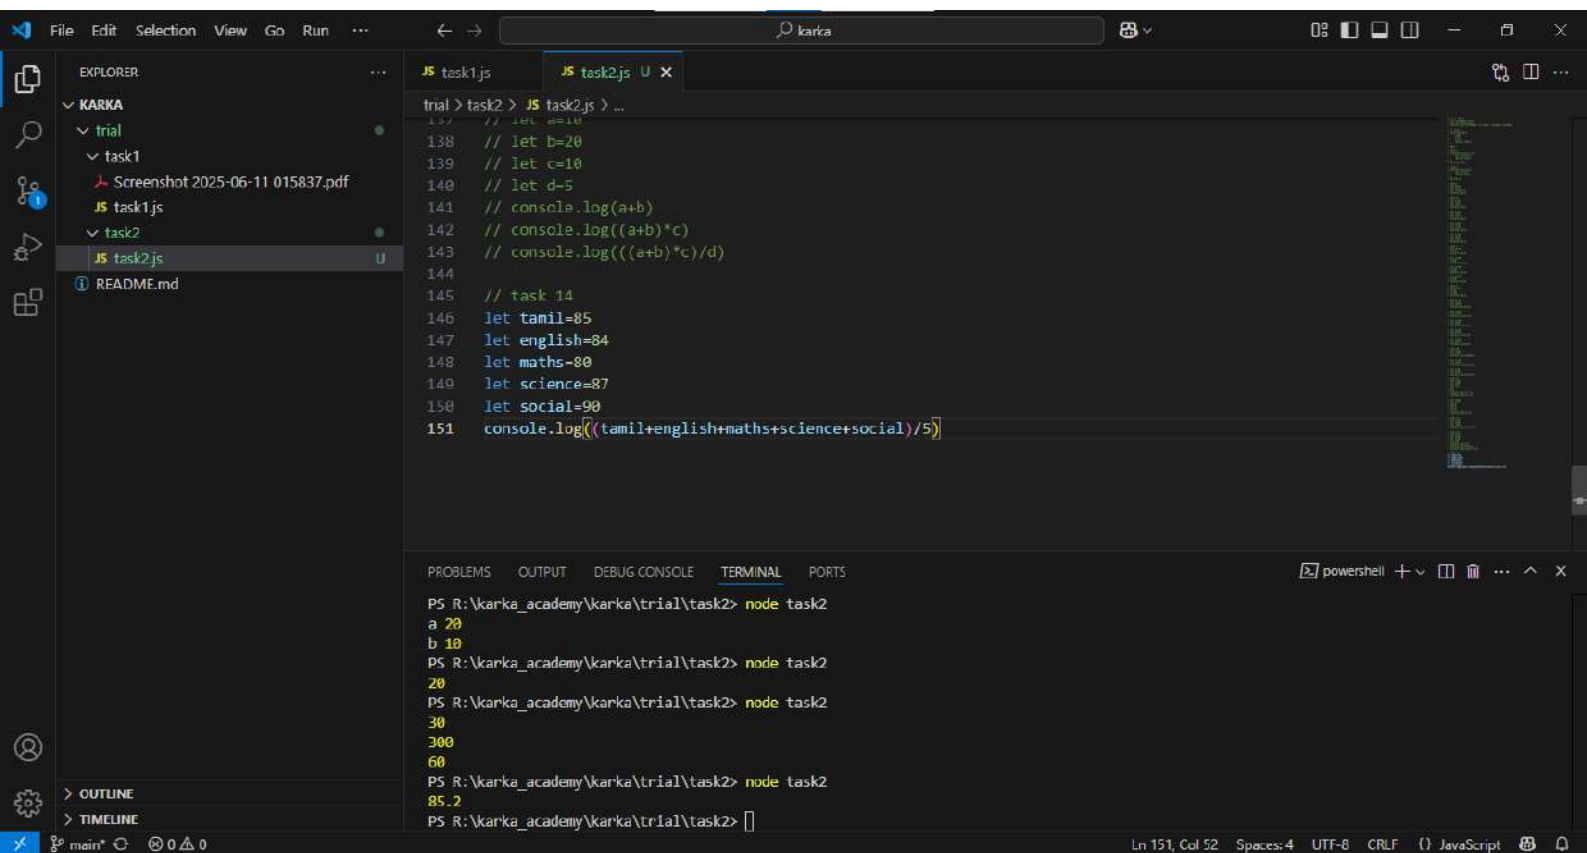 File Edit Selection View Go Run ··· karka
EXPLORER ···
KARKA
trial
task1
Screenshot 2025-06-11 015837.pdf
JS task1.js
task2
JS task2.js U
README.md
OUTLINE
TIMELINE
JS task1.js JS task2.js U
trial > task2 > JS task2.js > ...
137 // let a=10
138 // let b=20
139 // let c=10
140 // let d=5
141 // console.log(a+b)
142 // console.log((a+b)*c)
143 // console.log(((a+b)*c)/d)
144
145 // task 14
146 let tamil=85
147 let english=84
148 let maths=80
149 let science=87
150 let social=90
151 console.log((tamil+english+maths+science+social)/5)
PROBLEMS OUTPUT DEBUG CONSOLE TERMINAL PORTS powershell
PS R:\karka_academy\karka\trial\task2> node task2
a 20
b 10
PS R:\karka_academy\karka\trial\task2> node task2
20
PS R:\karka_academy\karka\trial\task2> node task2
30
300
60
PS R:\karka_academy\karka\trial\task2> node task2
85.2
PS R:\karka_academy\karka\trial\task2>
main* 0 0 Ln 151, Col 52 Spaces: 4 UTF-8 CRLF {} JavaScript